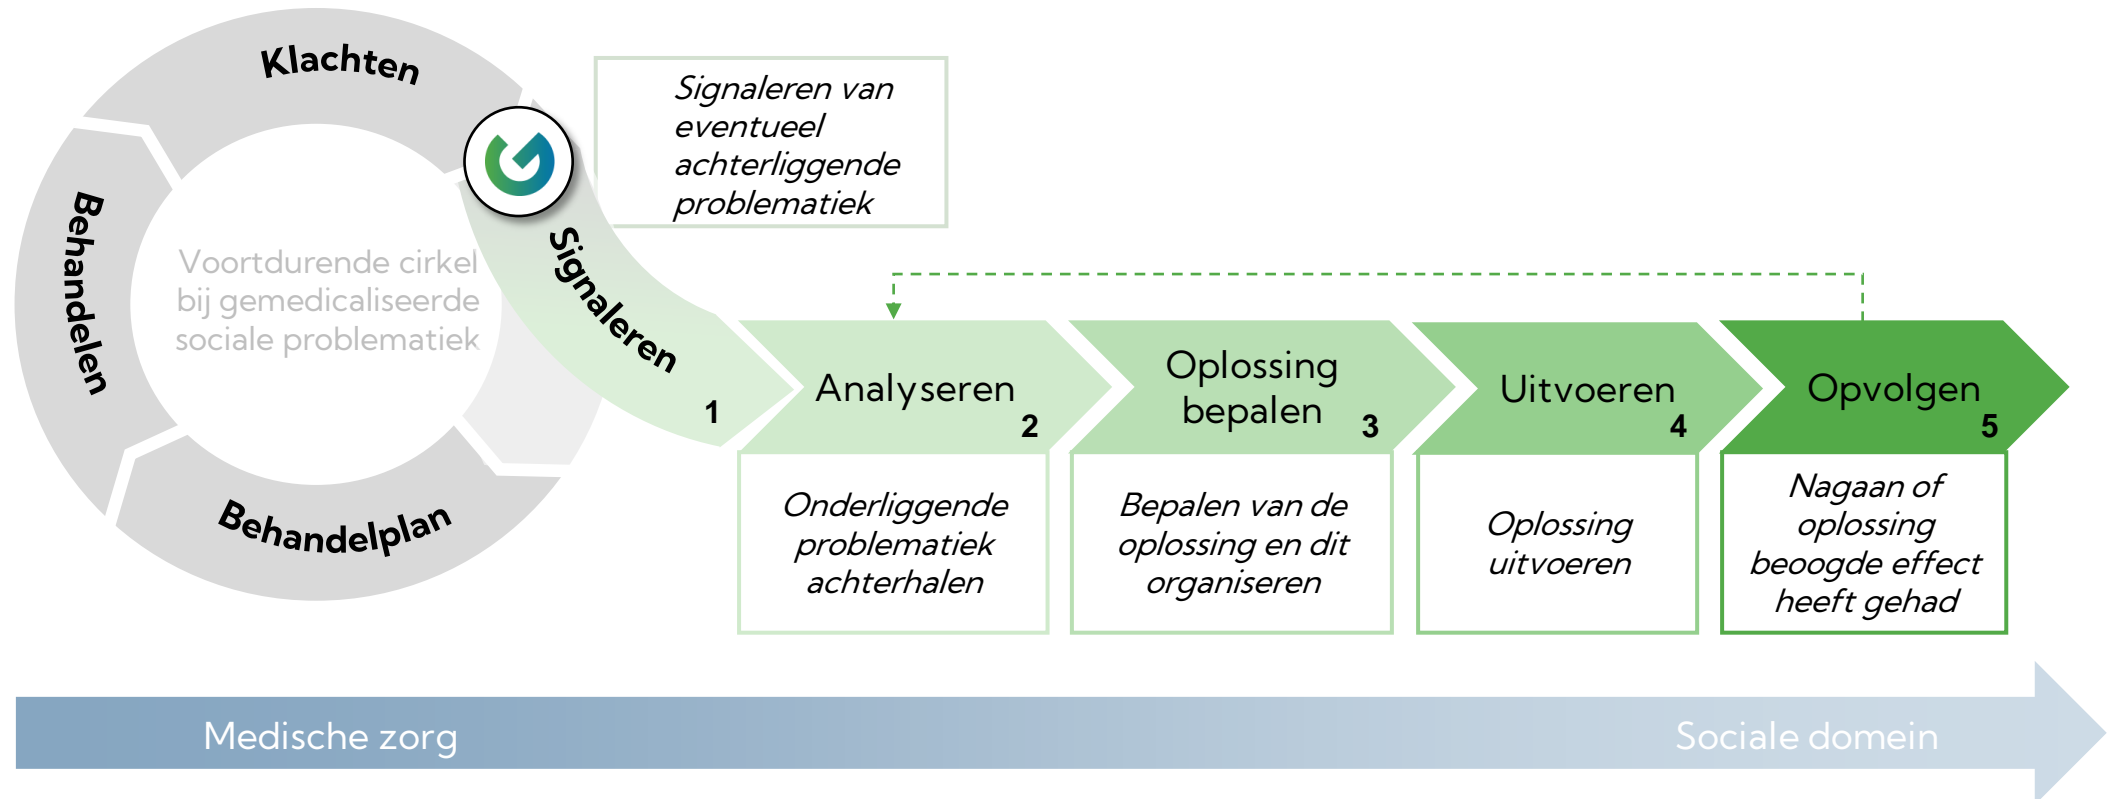 Klachten
Behandelen
Behandelplan
Voortdurende cirkel
bij gemedicaliseerde
sociale problematiek
Signaleren
1
Signaleren van
eventueel
achterliggende
problematiek
Analyseren
2
Onderliggende
problematiek
achterhalen
Oplossing
bepalen
3
Bepalen van de
oplossing en dit
organiseren
Uitvoeren
4
Oplossing
uitvoeren
Opvolgen
5
Nagaan of
oplossing
beoogde effect
heeft gehad
Medische zorg
Sociale domein